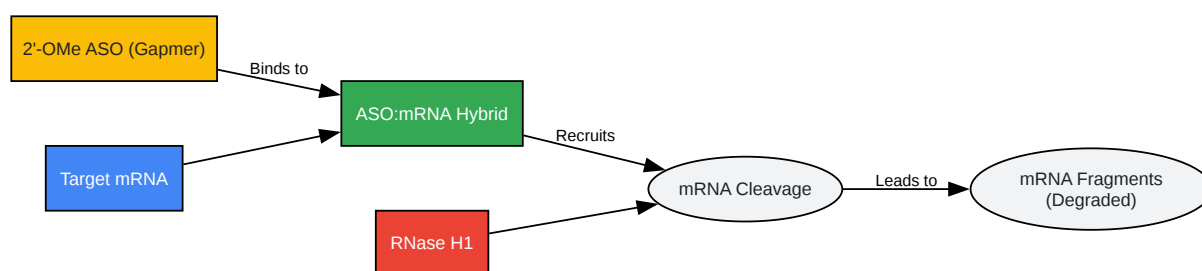 2'-OMe ASO (Gapmer)
Binds to
ASO:mRNA Hybrid
Target mRNA
Recruits
mRNA Cleavage
RNase H1
Leads to
mRNA Fragments
(Degraded)